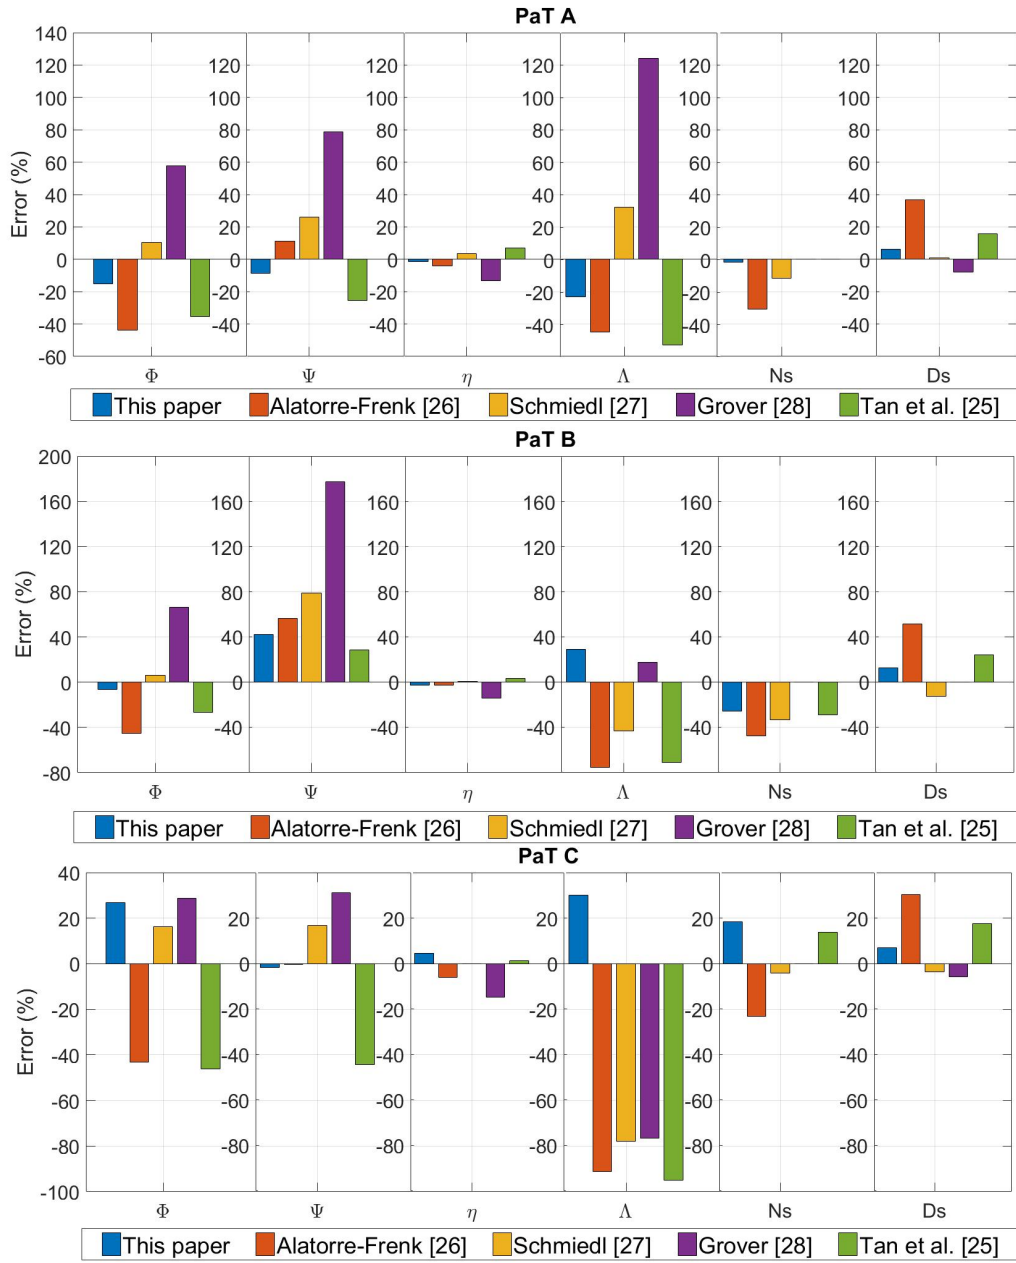 PaT A
Error (%)
140
120 120 120 120 120
100 100 100 100 100
80 80 80 80 80 80
60 60 60 60 60 60
40 40 40 40 40 40
20 20 20 20 20 20
0 0 0 0 0 0
-20 -20 -20 -20 -20 -20
-40 -40 -40 -40 -40 -40
-60
Φ Ψ η Λ Ns Ds
This paper Alatorre-Frenk [26] Schmiedl [27] Grover [28] Tan et al. [25]
PaT B
Error (%)
200
160 160 160 160 160 160
120 120 120 120 120 120
80 80 80 80 80 80
40 40 40 40 40 40
0 0 0 0 0 0
-40 -40 -40 -40 -40 -40
-80
Φ Ψ η Λ Ns Ds
This paper Alatorre-Frenk [26] Schmiedl [27] Grover [28] Tan et al. [25]
PaT C
Error (%)
40
20 20 20 20 20 20
0 0 0 0 0 0
-20 -20 -20 -20 -20 -20
-40 -40 -40 -40 -40 -40
-60 -60 -60 -60 -60 -60
-80 -80 -80 -80 -80 -80
-100
Φ Ψ η Λ Ns Ds
This paper Alatorre-Frenk [26] Schmiedl [27] Grover [28] Tan et al. [25]